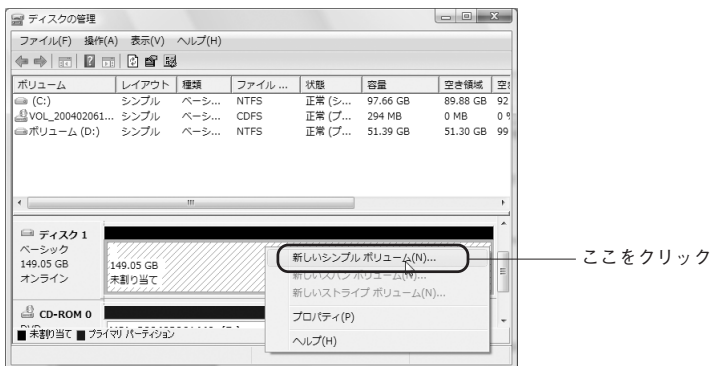 ディスクの管理
ファイル(F) 操作(A) 表示(V) ヘルプ(H)
ボリューム レイアウト 種類 ファイル ... 状態 容量 空き領域 空き
(C:) シンプル ベーシ... NTFS 正常 (シ... 97.66 GB 89.88 GB 92
VOL_200402061... シンプル ベーシ... CDFS 正常 (プ... 294 MB 0 MB 0 %
ボリューム (D:) シンプル ベーシ... NTFS 正常 (プ... 51.39 GB 51.30 GB 99
ディスク 1
ベーシック
149.05 GB
オンライン
149.05 GB
未割り当て
新しいシンプル ボリューム(N)...
新しいスパン ボリューム(N)...
新しいストライプ ボリューム(N)...
プロパティ(P)
ヘルプ(H)
ここをクリック
CD-ROM 0
未割り当て プライマリ パーティション